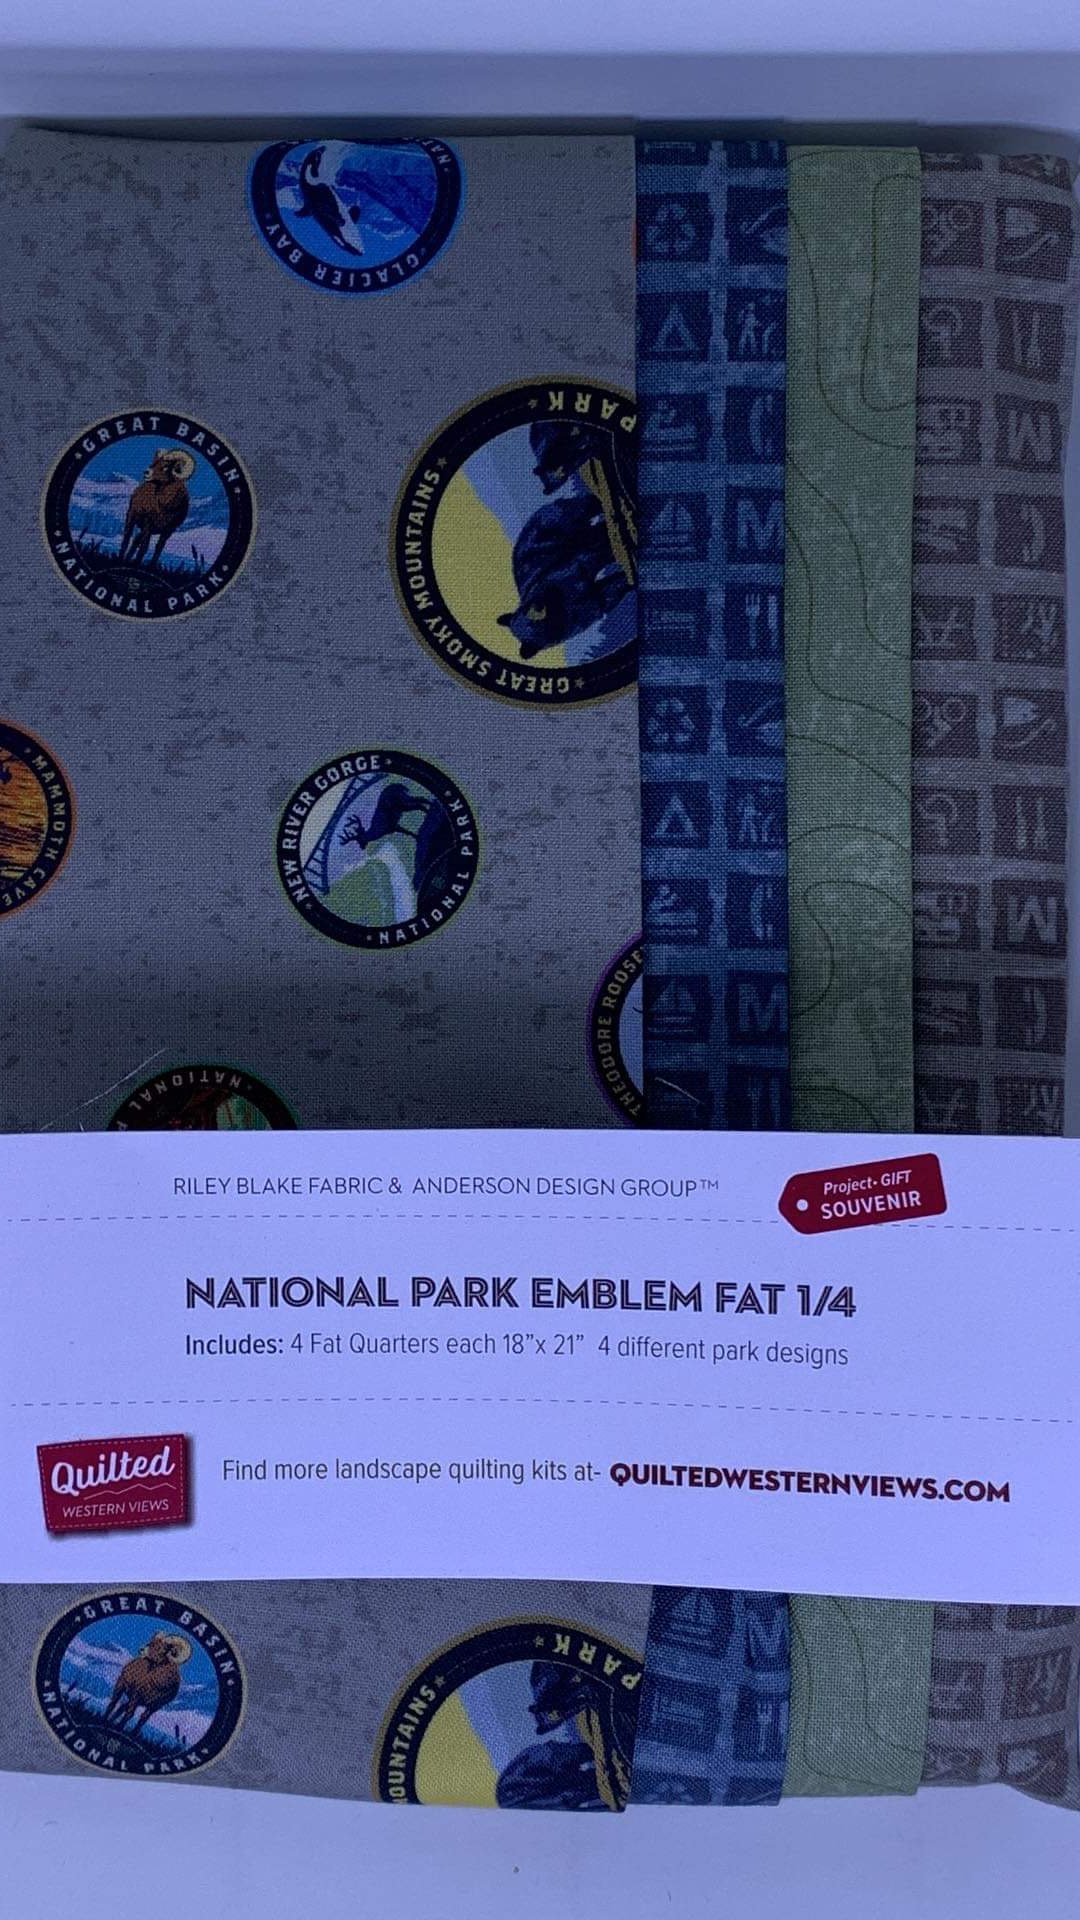 GLACIER BAY
NAT
GREAT BASIN
NATIONAL PARK
GREAT SMOKY MOUNTAINS
PARK
MAMMOTH CAVE
NEW RIVER GORGE
NATIONAL PARK
THEODORE ROOSE
NATIONAL P
RILEY BLAKE FABRIC & ANDERSON DESIGN GROUP™
Project • GIFT
SOUVENIR
NATIONAL PARK EMBLEM FAT 1/4
Includes: 4 Fat Quarters each 18”x 21” 4 different park designs
Quilted
WESTERN VIEWS
Find more landscape quilting kits at- QUILTEDWESTERNVIEWS.COM
GREAT BASIN
NATIONAL PARK
OUNTAINS
PARK